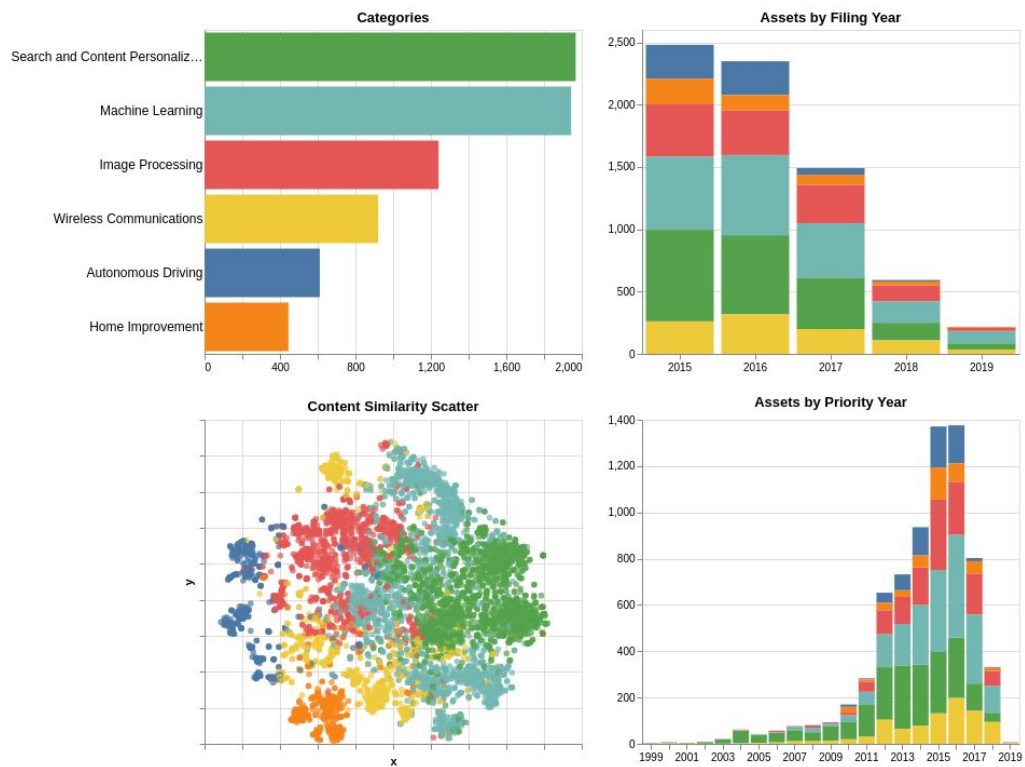 Categories
Search and Content Personaliz...
Machine Learning
Image Processing
Wireless Communications
Autonomous Driving
Home Improvement
0 400 800 1,200 1,600 2,000
Assets by Filing Year
2,500
2,000
1,500
1,000
500
0
2015 2016 2017 2018 2019
Content Similarity Scatter
y
x
Assets by Priority Year
1,400
1,200
1,000
800
600
400
200
0
1999 2001 2003 2005 2007 2009 2011 2013 2015 2017 2019